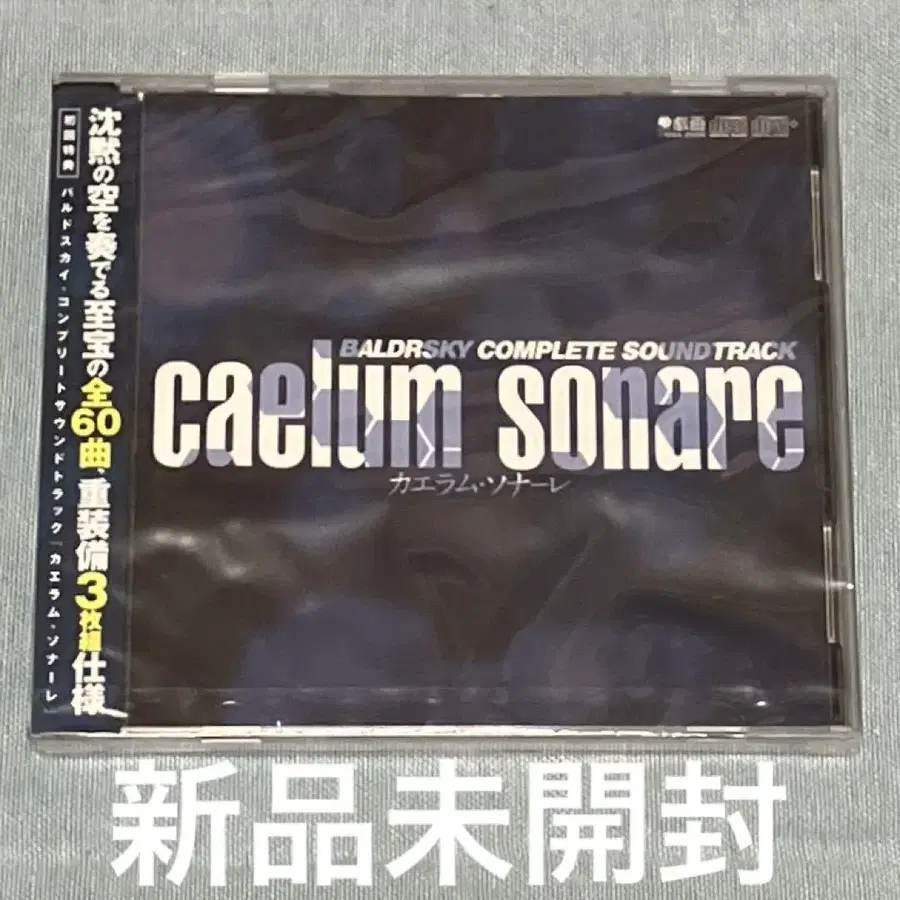 初回特典
沈黙の空を奏でる至宝の全60曲、重装備3枚組仕様
バルドスカイ・コンプリートサウンドトラック「カエラム・ソナーレ
戯画
BALDRSKY COMPLETE SOUNDTRACK
caelum sonare
カエラム・ソナーレ
新品未開封